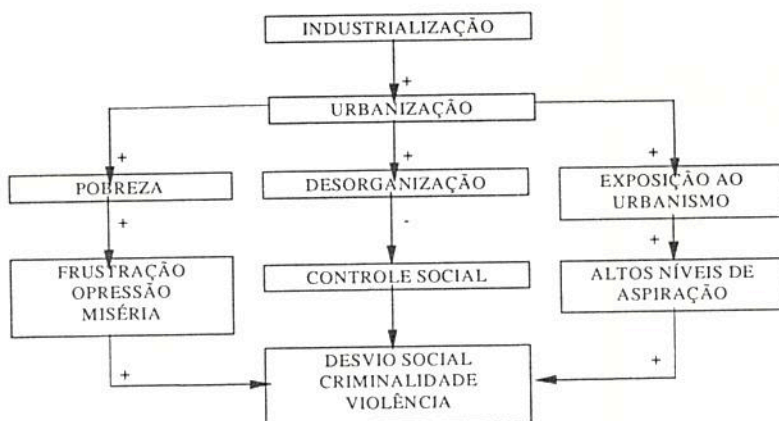 INDUSTRIALIZAÇÃO
+
URBANIZAÇÃO
+
+
+
POBREZA
DESORGANIZAÇÃO
EXPOSIÇÃO AO
URBANISMO
+
-
+
FRUSTRAÇÃO
OPRESSÃO
MISÉRIA
CONTROLE SOCIAL
ALTOS NÍVEIS DE
ASPIRAÇÃO
+
+
DESVIO SOCIAL
CRIMINALIDADE
VIOLÊNCIA